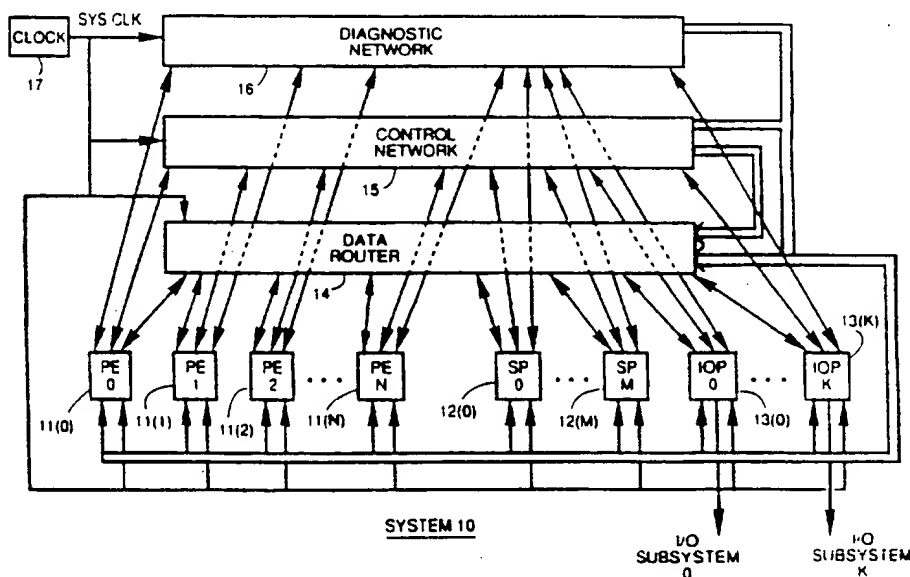 SYS CLK
CLOCK
17
DIAGNOSTIC
NETWORK
16
CONTROL
NETWORK
15
DATA
ROUTER
14
13(K)
PE
0
PE
1
PE
2
• • •
PE
N
SP
0
• • •
SP
M
IOP
0
• • •
IOP
K
11(0)
11(1)
11(2)
11(N)
12(0)
12(M)
13(0)
SYSTEM 10
I/O
SUBSYSTEM
0
I/O
SUBSYSTEM
K